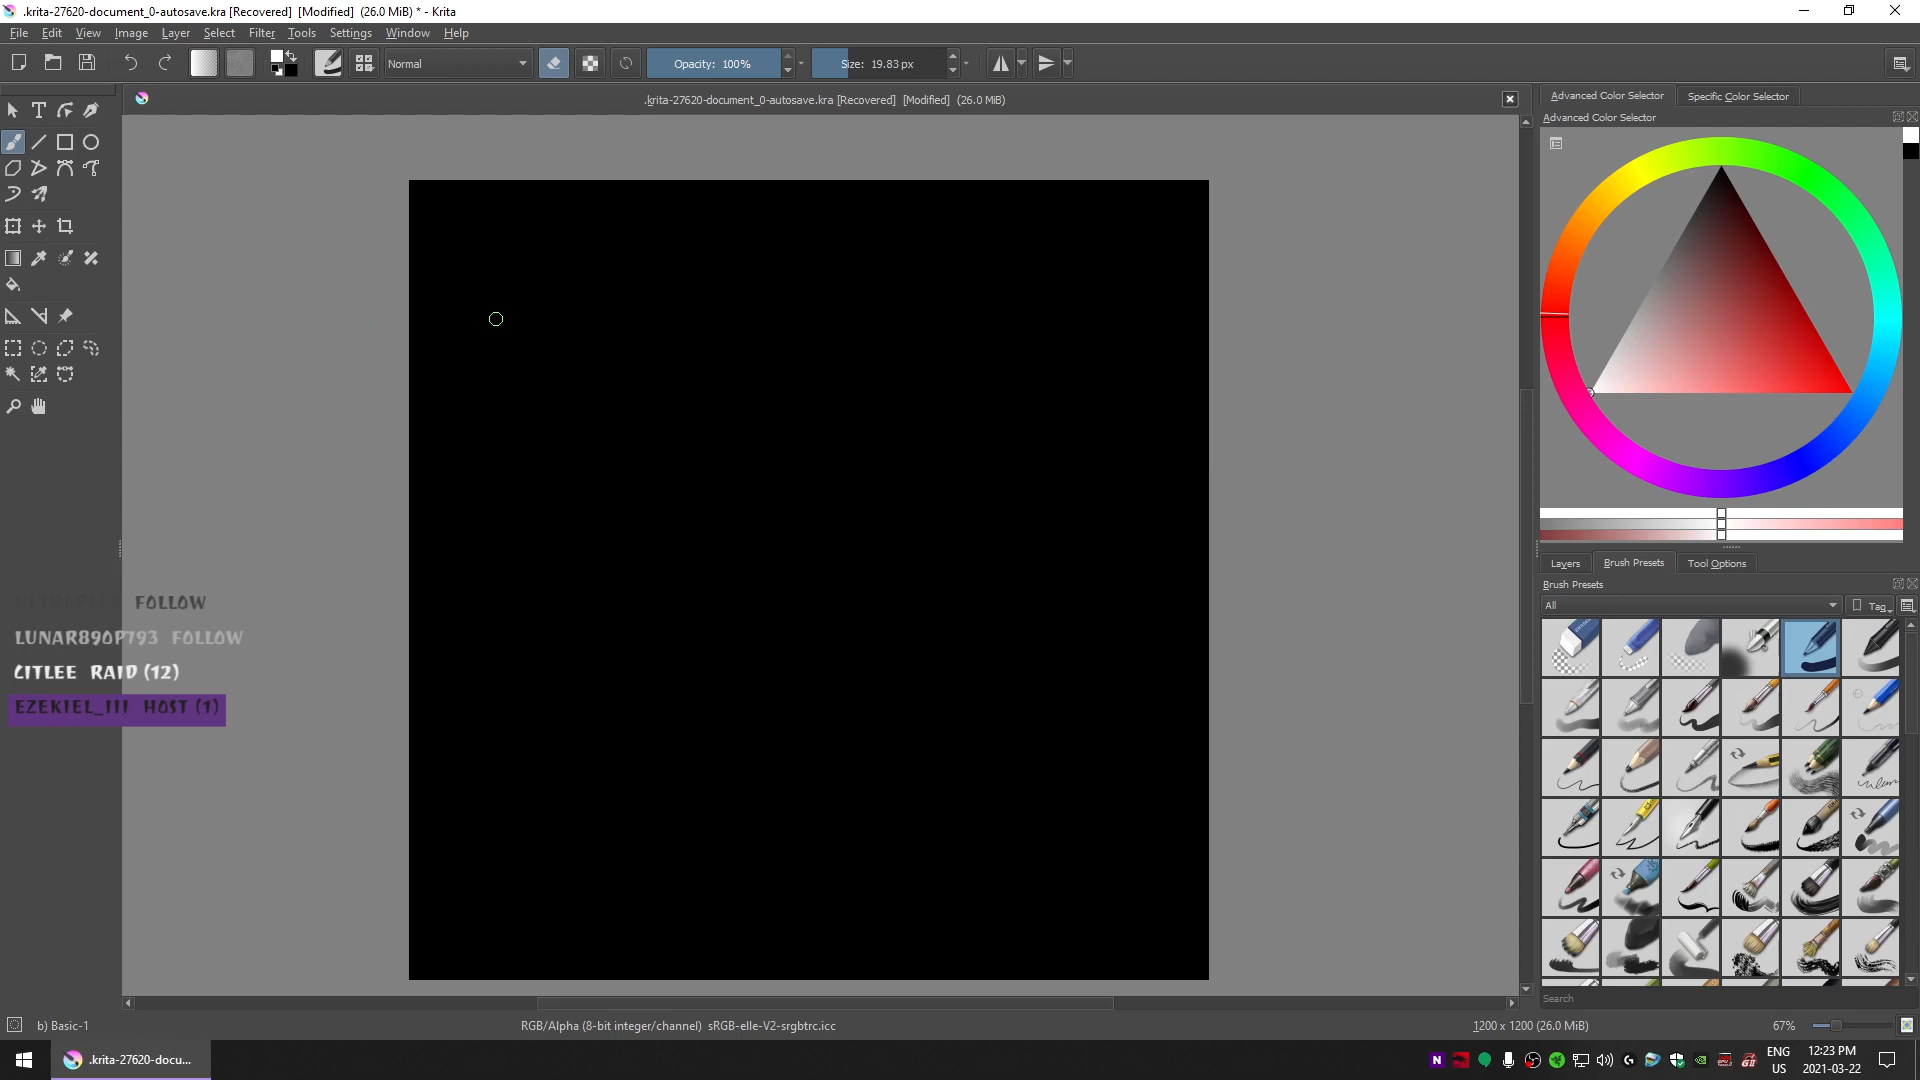 .krita-27620-document_0-autosave.kra [Recovered] [Modified] (26.0 MiB) * - Krita
File Edit View Image Layer Select Filter Tools Settings Window Help
Normal Opacity: 100% Size: 19.83 px
.krita-27620-document_0-autosave.kra [Recovered] [Modified] (26.0 MiB)
Advanced Color Selector Specific Color Selector
Advanced Color Selector
Layers Brush Presets Tool Options
Brush Presets
All Tag
FOLLOW
LUNAR890P793 FOLLOW
CITLEE RAID (12)
EZEKIEL_III HOST (1)
Search
b) Basic-1 RGB/Alpha (8-bit integer/channel) sRGB-elle-V2-srgbtrc.icc 1200 x 1200 (26.0 MiB) 67%
.krita-27620-docu... ENG US 12:23 PM 2021-03-22